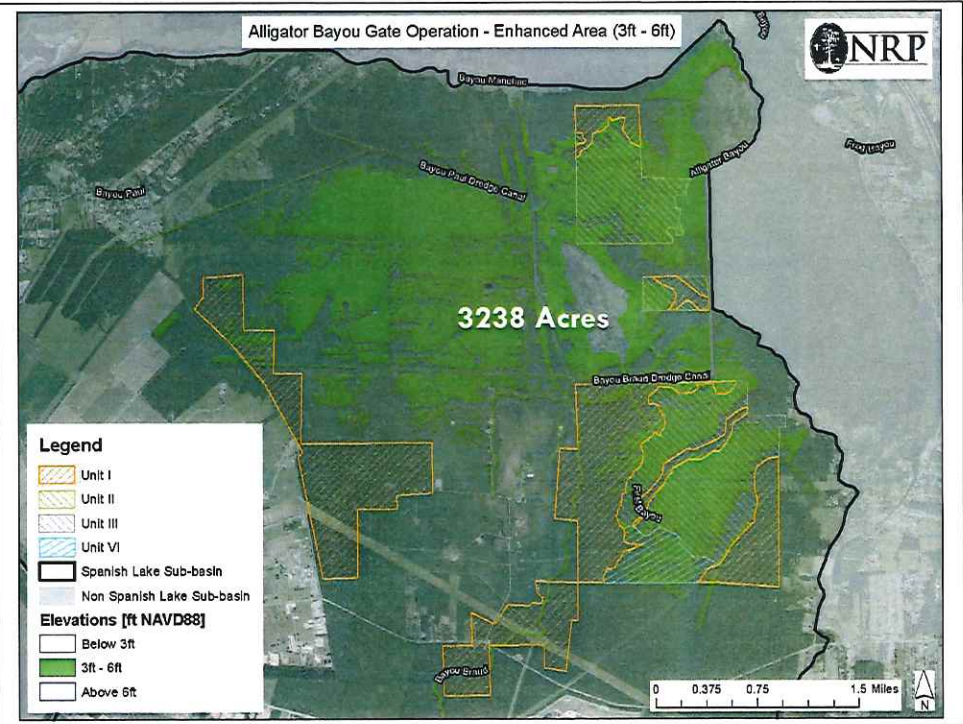 Alligator Bayou Gate Operation - Enhanced Area (3ft - 6ft)
NRP
Bayou Manchac
Bayou
Frog Bayou
Alligator Bayou
Bayou Paul Dredge Canal
Bayou Paul
3238 Acres
Bayou Braud Dredge Canal
Legend
Unit I
Unit II
Unit III
Unit VI
Spanish Lake Sub-basin
Non Spanish Lake Sub-basin
Elevations [ft NAVD88]
Below 3ft
3ft - 6ft
Above 6ft
Bayou Braud
0 0.375 0.75 1.5 Miles
N